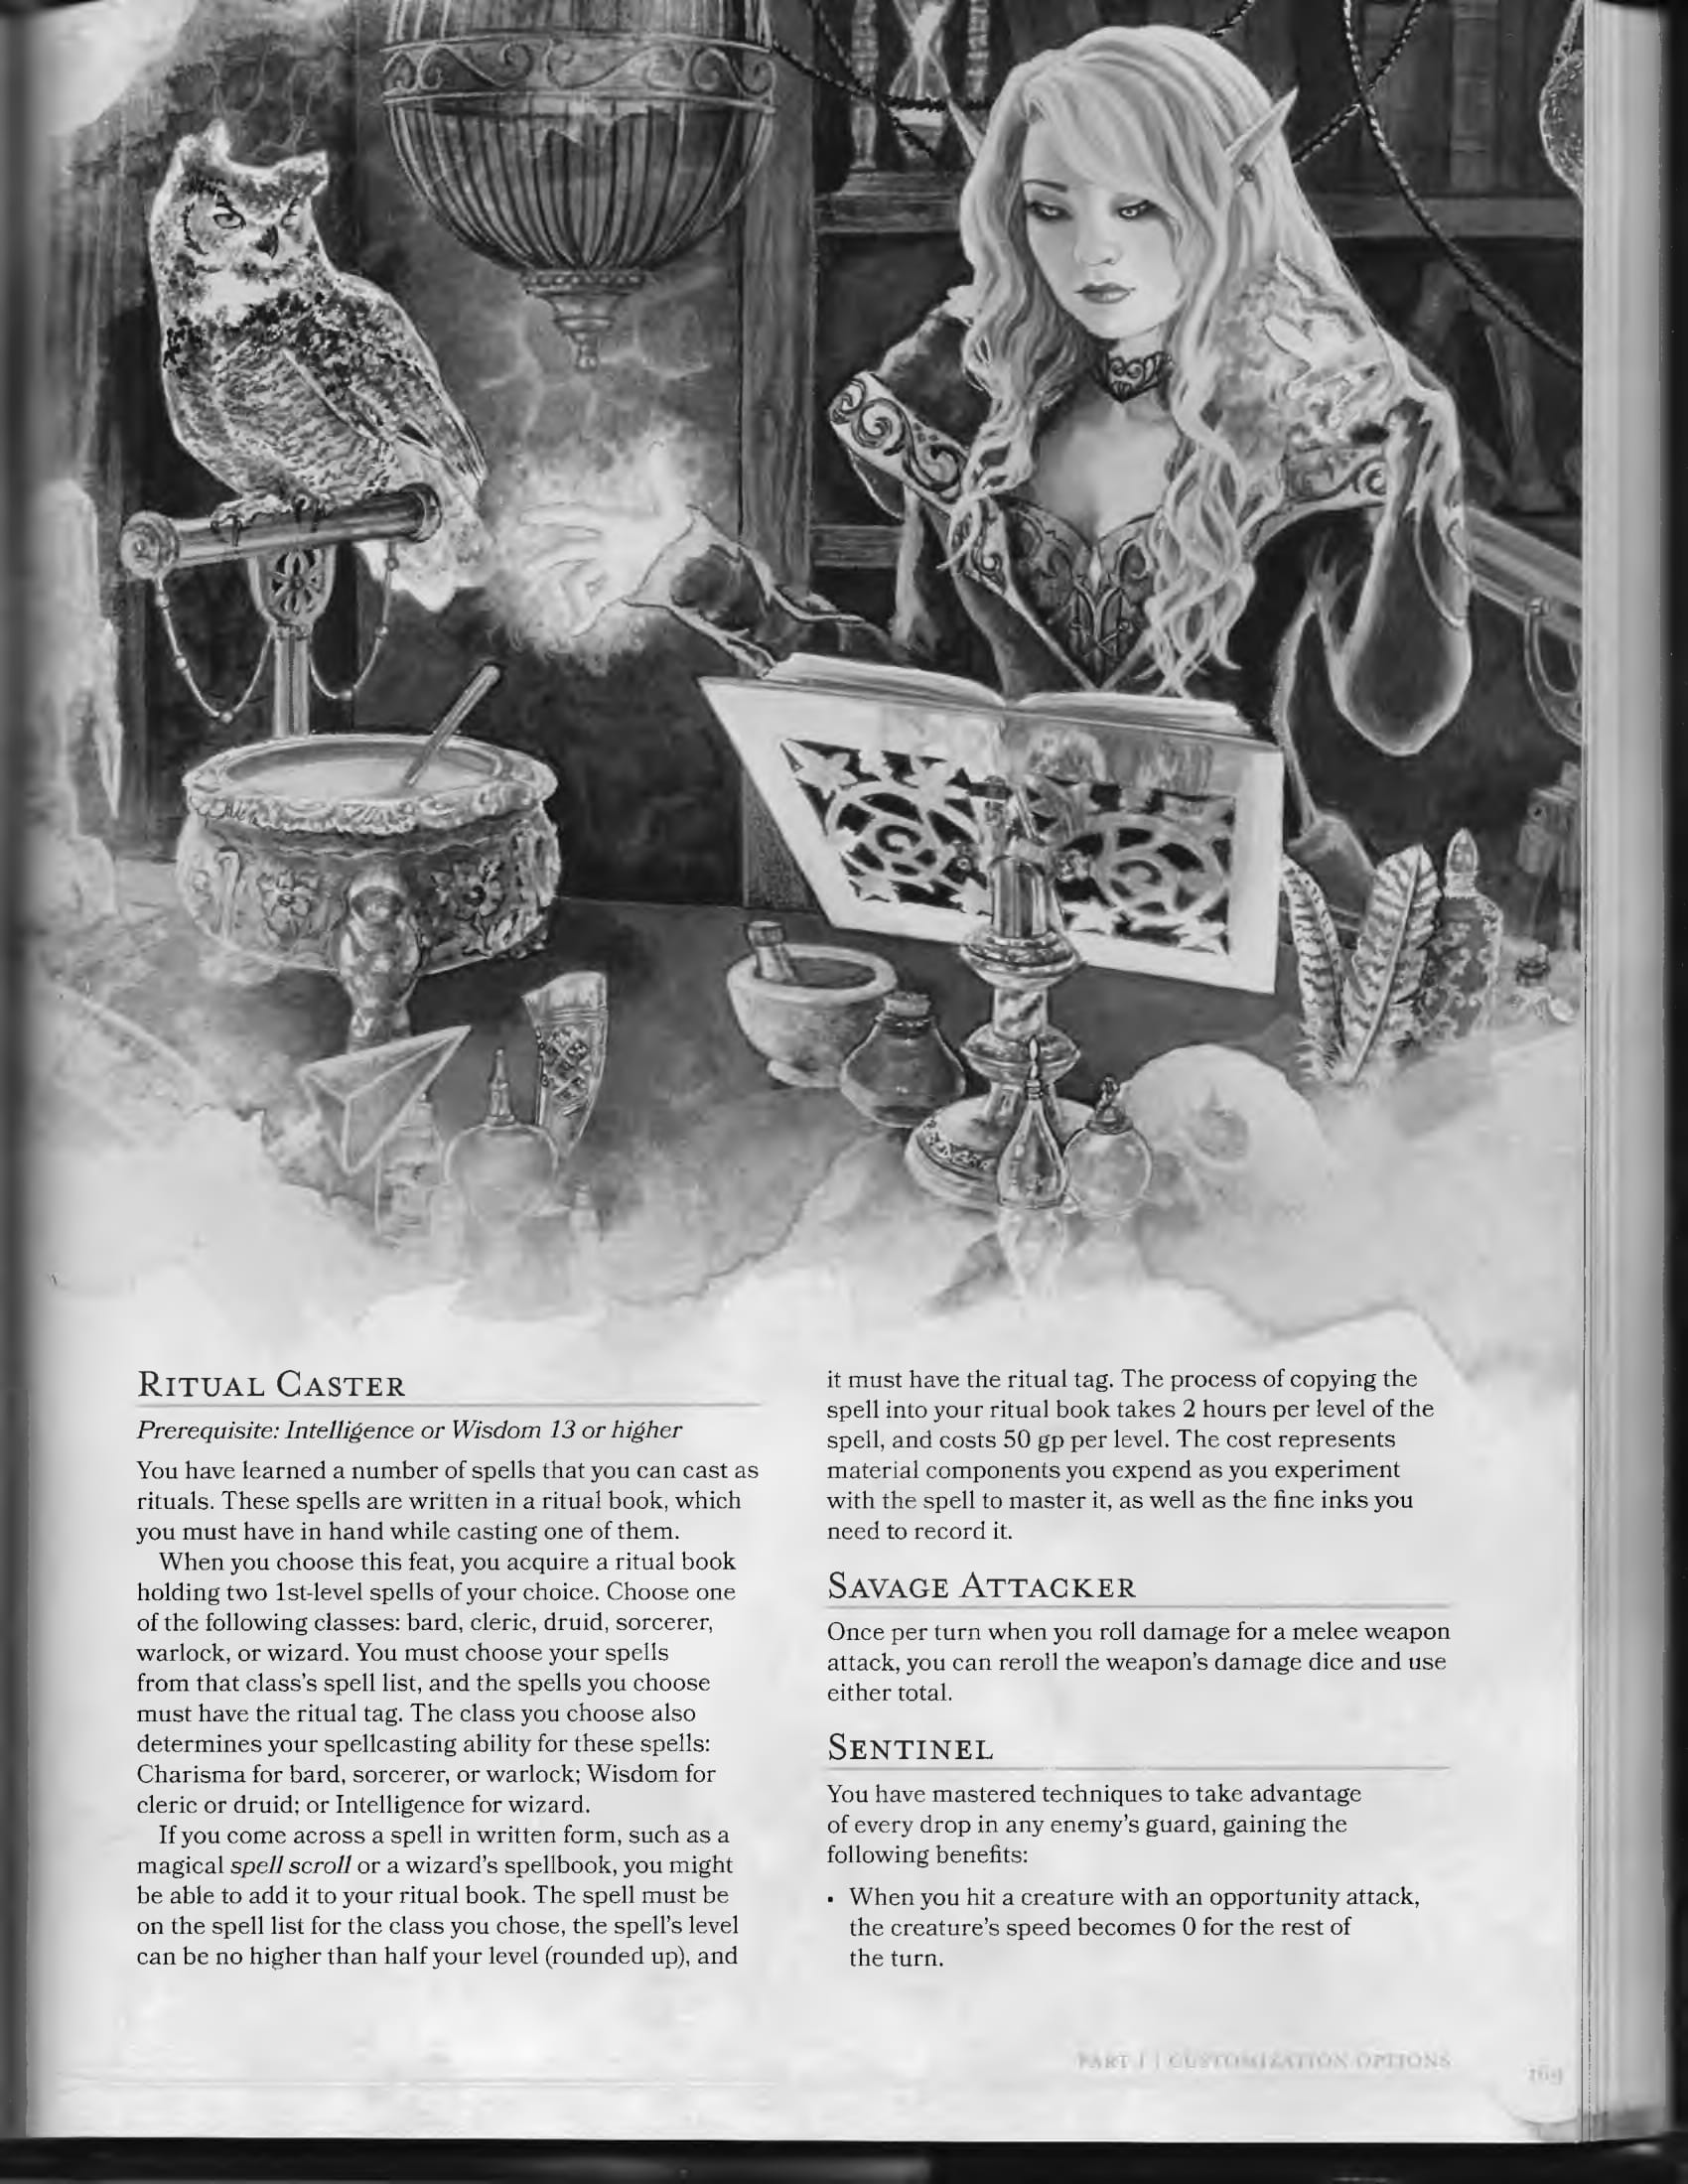 RITUAL CASTER
Prerequisite: Intelligence or Wisdom 13 or higher
You have learned a number of spells that you can cast as
rituals. These spells are written in a ritual book, which
you must have in hand while casting one of them.
When you choose this feat, you acquire a ritual book
holding two 1st-level spells of your choice. Choose one
of the following classes: bard, cleric, druid, sorcerer,
warlock, or wizard. You must choose your spells
from that class's spell list, and the spells you choose
must have the ritual tag. The class you choose also
determines your spellcasting ability for these spells:
Charisma for bard, sorcerer, or warlock; Wisdom for
cleric or druid; or Intelligence for wizard.
If you come across a spell in written form, such as a
magical spell scroll or a wizard's spellbook, you might
be able to add it to your ritual book. The spell must be
on the spell list for the class you chose, the spell's level
can be no higher than half your level (rounded up), and
it must have the ritual tag. The process of copying the
spell into your ritual book takes 2 hours per level of the
spell, and costs 50 gp per level. The cost represents
material components you expend as you experiment
with the spell to master it, as well as the fine inks you
need to record it.
SAVAGE ATTACKER
Once per turn when you roll damage for a melee weapon
attack, you can reroll the weapon's damage dice and use
either total.
SENTINEL
You have mastered techniques to take advantage
of every drop in any enemy's guard, gaining the
following benefits:
• When you hit a creature with an opportunity attack,
the creature's speed becomes 0 for the rest of
the turn.
PART 1 | CUSTOMIZATION OPTIONS
169